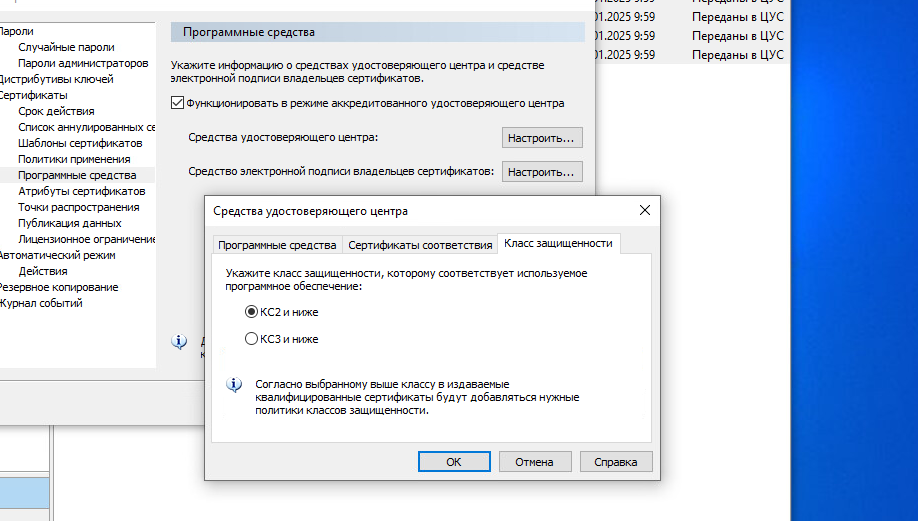 01.2025 9:59 Переданы в ЦУС
01.2025 9:59 Переданы в ЦУС
01.2025 9:59 Переданы в ЦУС
01.2025 9:59 Переданы в ЦУС
Пароли
Случайные пароли
Пароли администраторов
Дистрибутивы ключей
Сертификаты
Срок действия
Список аннулированных се
Шаблоны сертификатов
Политики применения
Программные средства
Атрибуты сертификатов
Точки распространения
Публикация данных
Лицензионное ограничение
Автоматический режим
Действия
Резервное копирование
Журнал событий
Программные средства
Укажите информацию о средствах удостоверяющего центра и средстве
электронной подписи владельцев сертификатов.
Функционировать в режиме аккредитованного удостоверяющего центра
Средства удостоверяющего центра:
Настроить...
Средство электронной подписи владельцев сертификатов:
Настроить...
Средства удостоверяющего центра
Программные средства
Сертификаты соответствия
Класс защищенности
Укажите класс защищенности, которому соответствует используемое
программное обеспечение:
КС2 и ниже
КС3 и ниже
Согласно выбранному выше классу в издаваемые
квалифицированные сертификаты будут добавляться нужные
политики классов защищенности.
ОК
Отмена
Справка